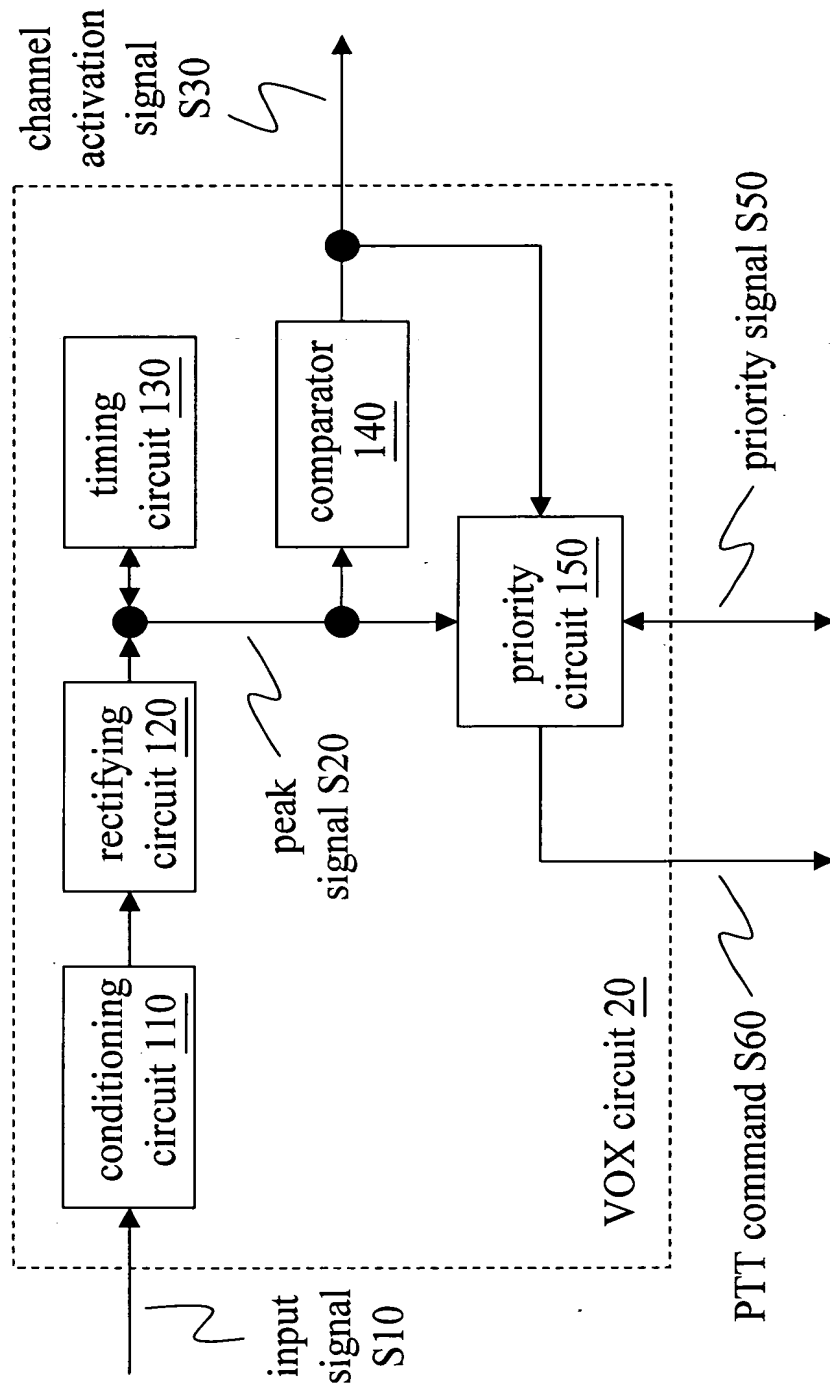 input
signal
S10
conditioning
circuit 110
rectifying
circuit 120
timing
circuit 130
channel
activation
signal
S30
peak
signal S20
comparator
140
priority
circuit 150
VOX circuit 20
PTT command S60
priority signal S50